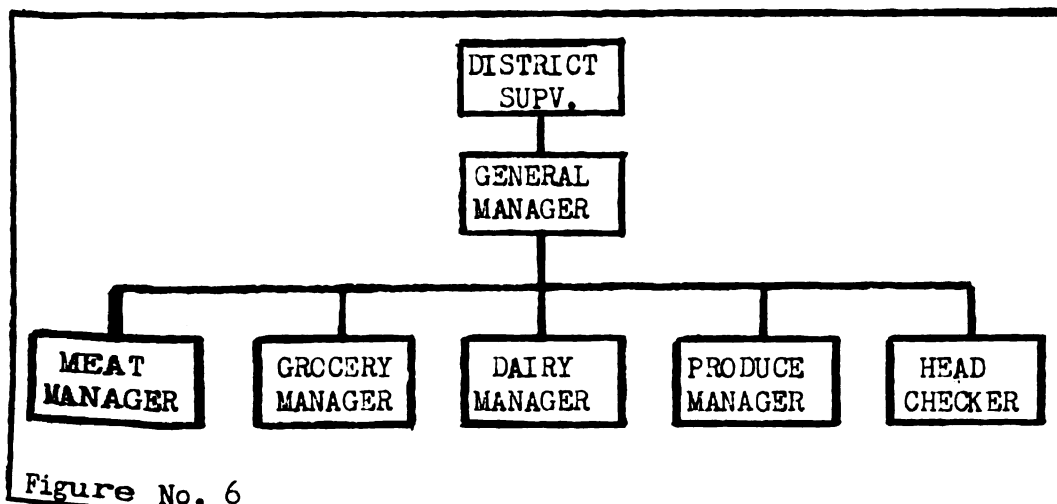 DISTRICT
SUPV.
GENERAL
MANAGER
MEAT
MANAGER
GROCERY
MANAGER
DAIRY
MANAGER
PRODUCE
MANAGER
HEAD
CHECKER
Figure No. 6